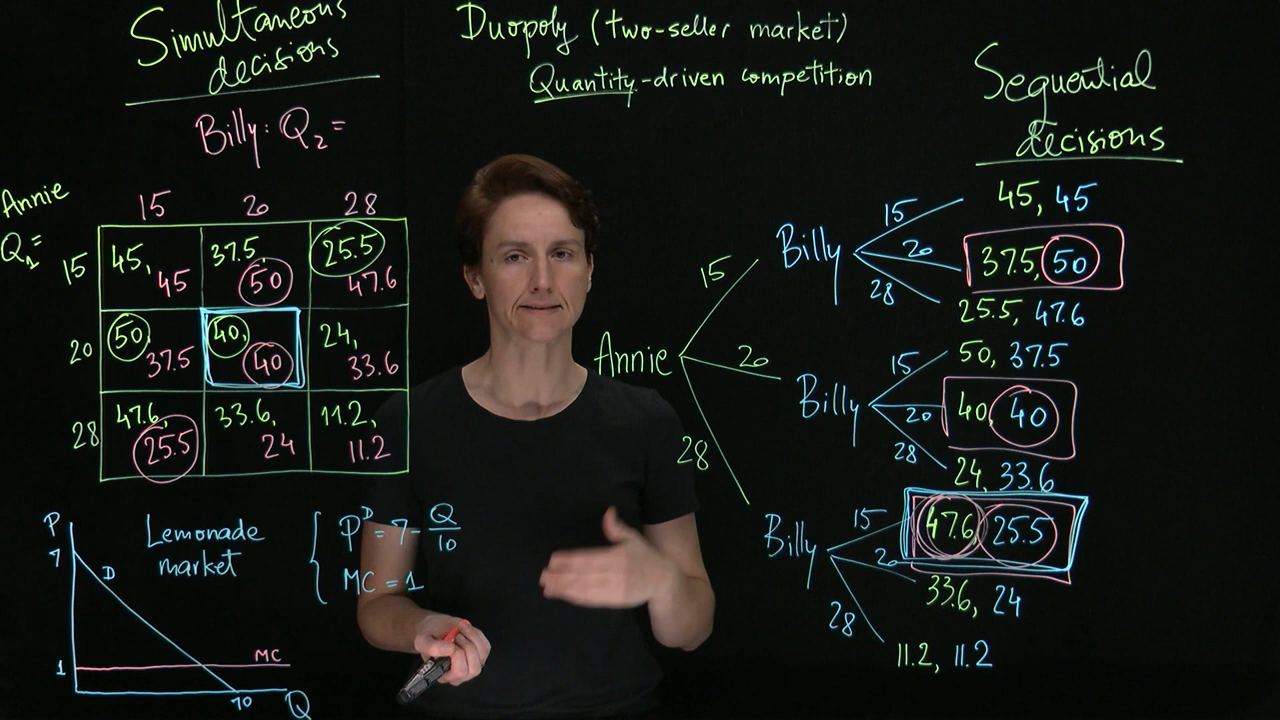 Simultaneous
decisions
Billy: Q₂ =
Annie
Q₁ =
15 20 28
15 45, 45 37.5, 50 25.5 47.6
20 50, 37.5 40, 40 24, 33.6
28 47.6, 25.5 33.6, 24 11.2, 11.2
P
7
D
1
MC
70
Q
Lemonade
market
Pᴰ = 7 - Q/10
MC = 1
Duopoly (two-seller market)
Quantity-driven competition
Sequential
decisions
Annie
15
20
28
Billy
15 45, 45
20 37.5, 50
28 25.5, 47.6
Billy
15 50, 37.5
20 40, 40
28 24, 33.6
Billy
15 47.6, 25.5
20 33.6, 24
28 11.2, 11.2